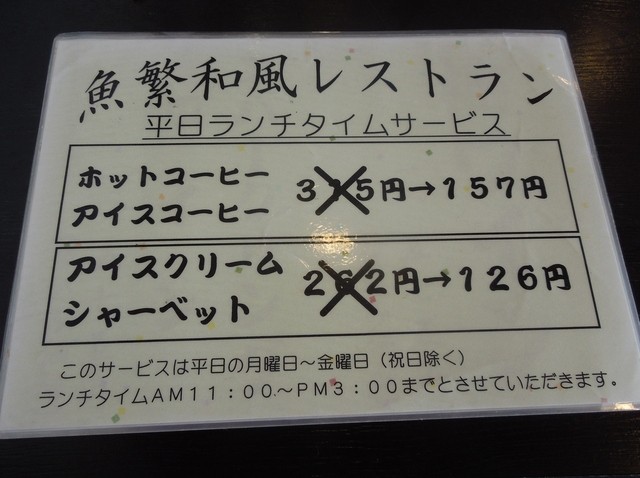 魚繁和風レストラン
平日ランチタイムサービス
ホットコーヒー
アイスコーヒー
315円→157円
アイスクリーム
シャーベット
262円→126円
このサービスは平日の月曜日～金曜日（祝日除く）
ランチタイムAM11：00～PM3：00までとさせていただきます。